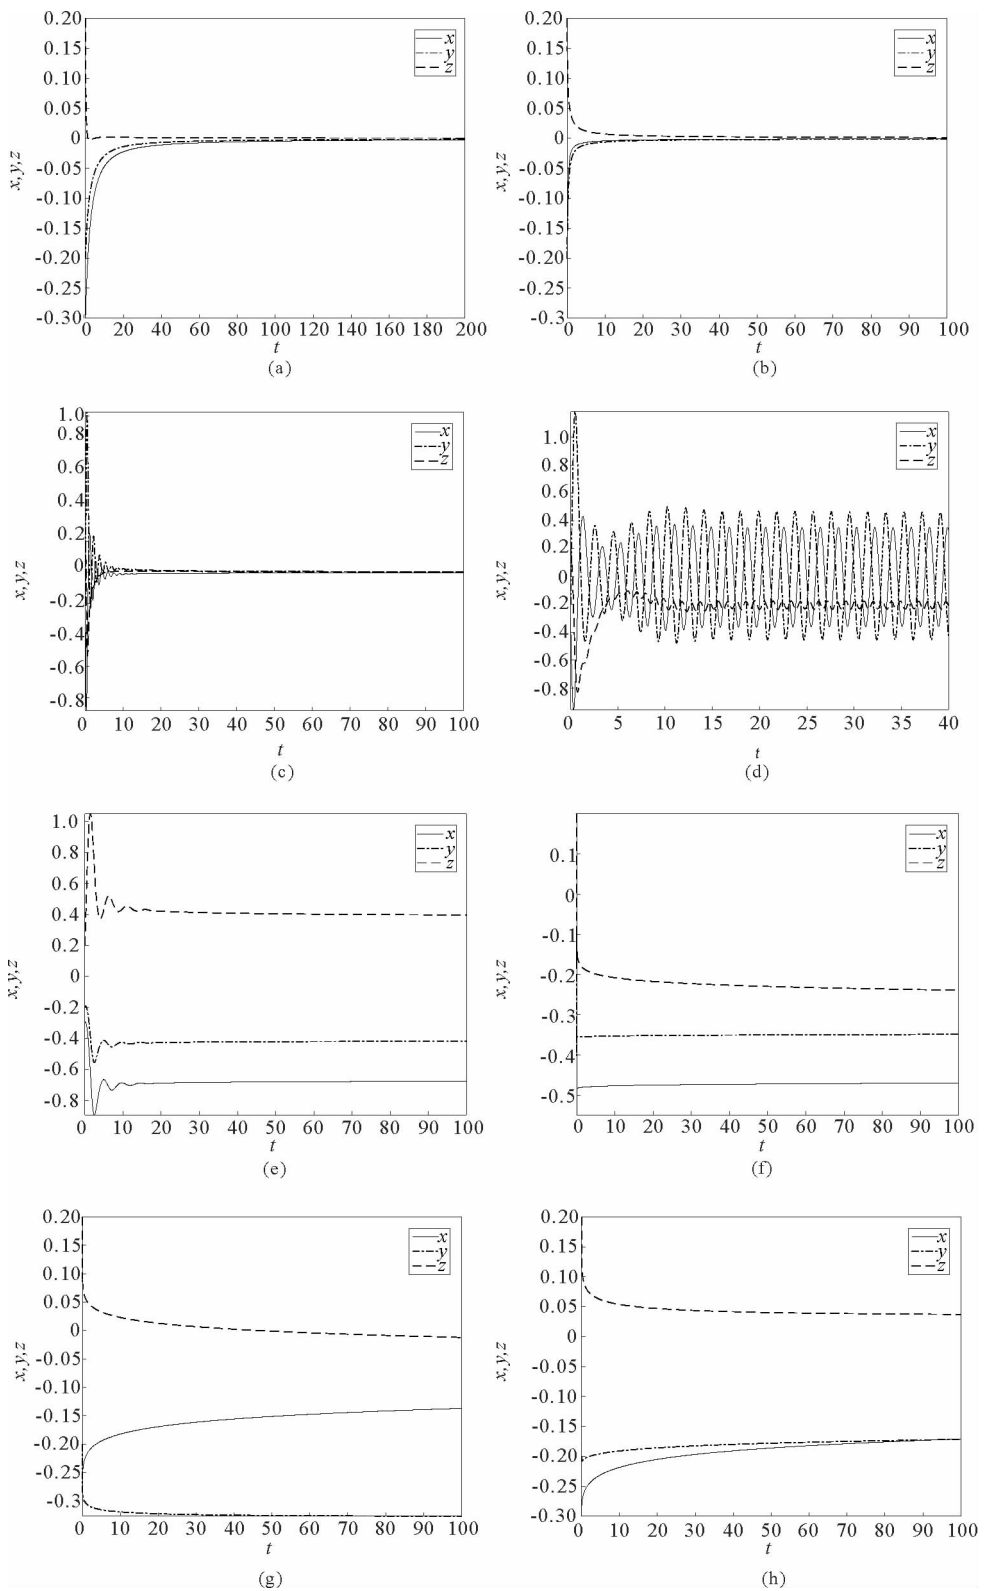 0.20
0.15
0.10
0.05
0
-0.05
-0.10
-0.15
-0.20
-0.25
-0.30
x,y,z
x
y
z
0 20 40 60 80 100 120 140 160 180 200
t
(a)
0.20
0.15
0.10
0.05
0
-0.05
-0.10
-0.15
-0.20
-0.25
-0.3
x,y,z
x
y
z
0 10 20 30 40 50 60 70 80 90 100
t
(b)
1.0
0.8
0.6
0.4
0.2
0
-0.2
-0.4
-0.6
-0.8
x,y,z
x
y
z
0 10 20 30 40 50 60 70 80 90 100
t
(c)
1.0
0.8
0.6
0.4
0.2
0
-0.2
-0.4
-0.6
-0.8
x,y,z
x
y
z
0 5 10 15 20 25 30 35 40
t
(d)
1.0
0.8
0.6
0.4
0.2
0
-0.2
-0.4
-0.6
-0.8
x,y,z
x
y
z
0 10 20 30 40 50 60 70 80 90 100
t
(e)
0.1
0
-0.1
-0.2
-0.3
-0.4
-0.5
x,y,z
x
y
z
0 10 20 30 40 50 60 70 80 90 100
t
(f)
0.20
0.15
0.10
0.05
0
-0.05
-0.10
-0.15
-0.20
-0.25
-0.3
x,y,z
x
y
z
0 10 20 30 40 50 60 70 80 90 100
t
(g)
0.20
0.15
0.10
0.05
0
-0.05
-0.10
-0.15
-0.20
-0.25
-0.30
x,y,z
x
y
z
0 10 20 30 40 50 60 70 80 90 100
t
(h)